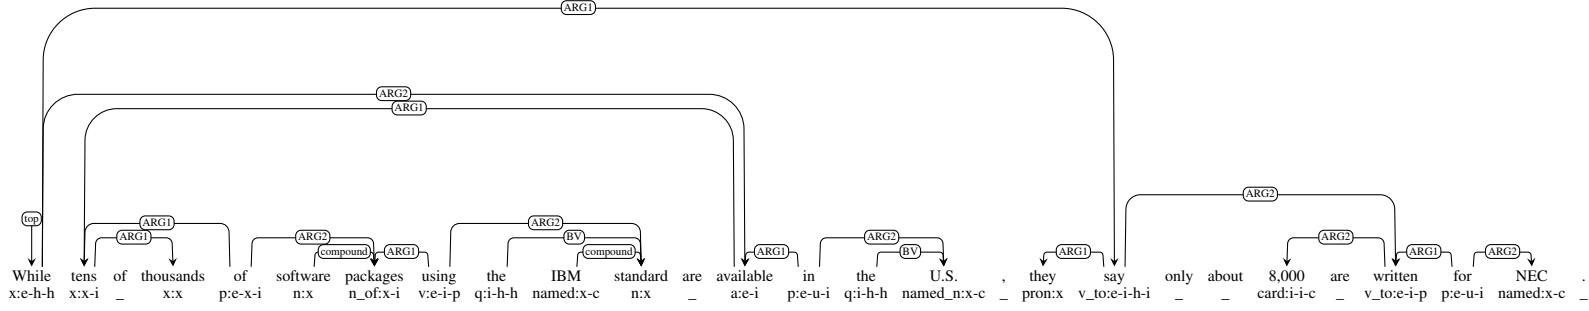 ARG1
ARG2
ARG1
ARG2
top
ARG1 ARG2
ARG1 ARG2 BV ARG2 ARG2
compound ARG1 compound ARG1 BV ARG1 ARG1 ARG2
While tens of thousands of software packages using the IBM standard are available in the U.S. , they say only about 8,000 are written for NEC .
x:e-h-h x:x-i _ x:x p:e-x-i n:x n_of:x-i v:e-i-p q:i-h-h named:x-c n:x _ a:e-i p:e-u-i q:i-h-h named_n:x-c _ pron:x v_to:e-i-h-i _ _ card:i-i-c _ v_to:e-i-p p:e-u-i named:x-c _